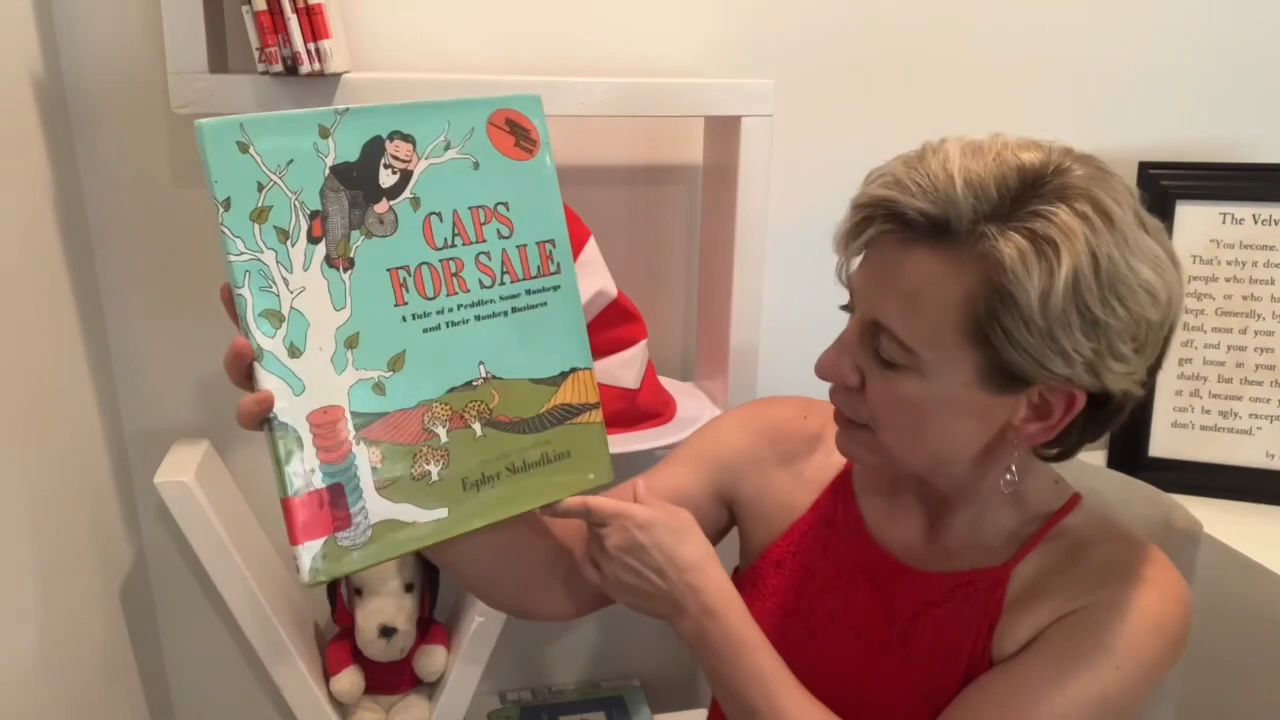 CAPS
FOR SALE
A Tale of a Peddler, Some Monkeys
and Their Monkey Business
Esphyr Slobodkina
The Velv
"You become.
That's why it doe
people who break
edges, or who ha
kept. Generally, by
Real, most of your
off, and your eyes
get loose in your
shabby. But these th
at all, because once y
can't be ugly, except
don't understand."
by